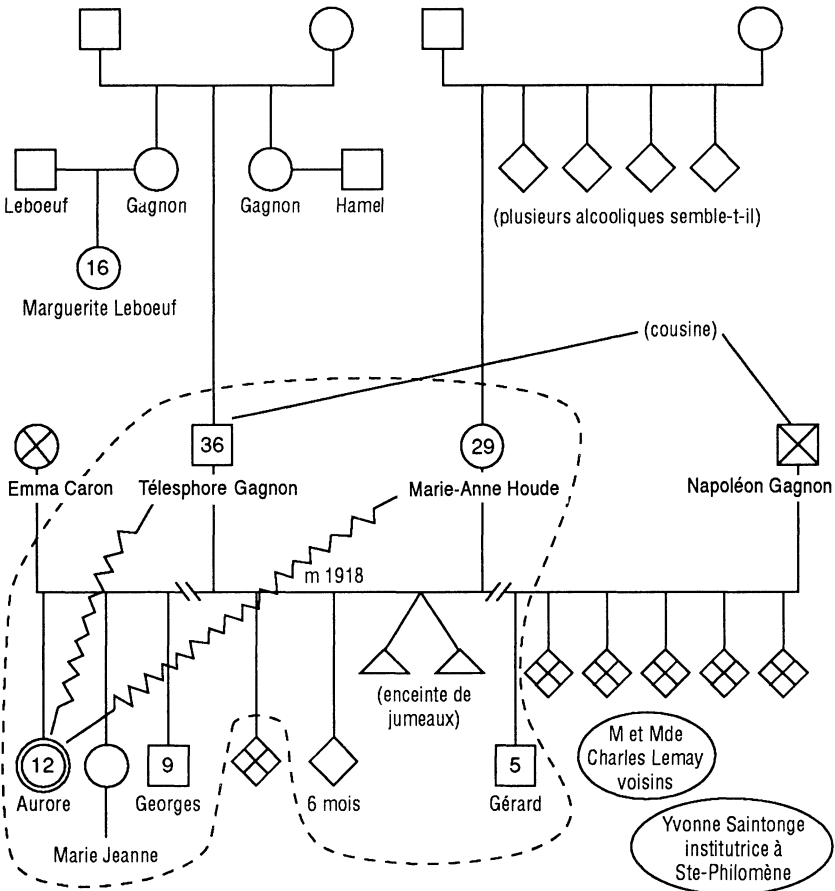 Leboeuf
Gagnon
Gagnon
Hamel
(plusieurs alcooliques semble-t-il)
16
Marguerite Leboeuf
(cousine)
36
29
Emma Caron
Télesphore Gagnon
Marie-Anne Houde
Napoléon Gagnon
m 1918
(enceinte de
jumeaux)
12
9
5
Aurore
Georges
6 mois
Gérard
Marie Jeanne
M et Mde
Charles Lemay
voisins
Yvonne Saintonge
institutrice à
Ste-Philomène